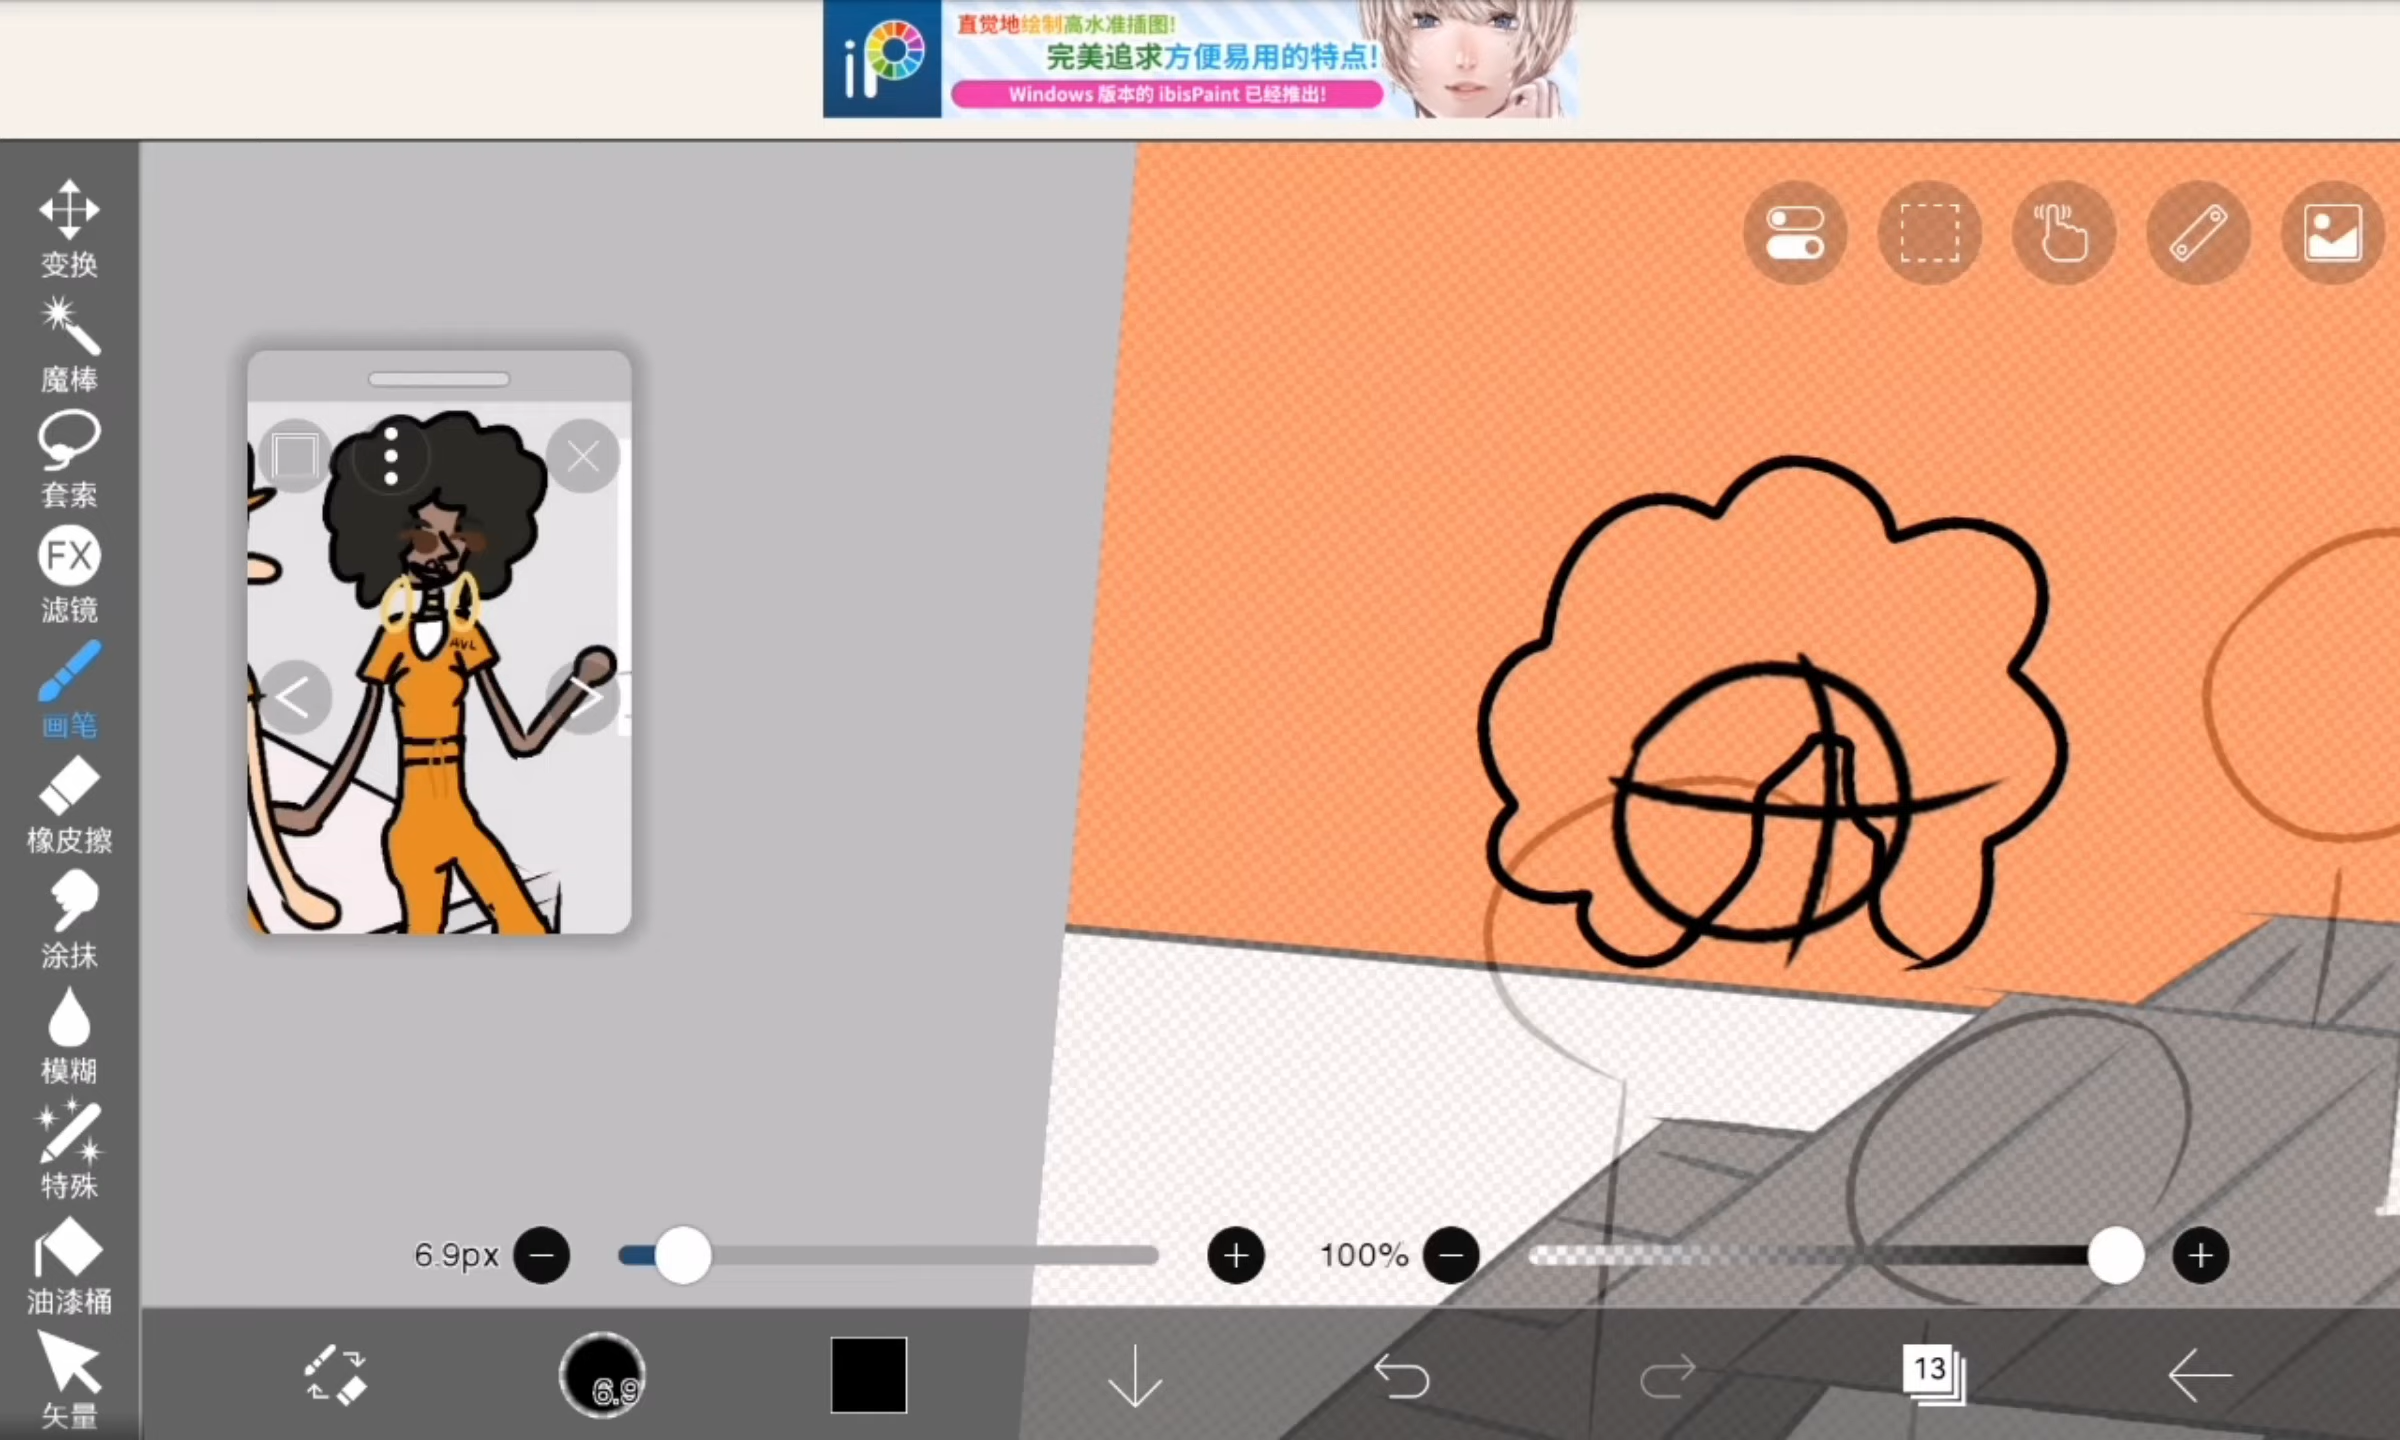 iP
直觉地绘制高水准插图!
完美追求方便易用的特点!
Windows 版本的 ibisPaint 已经推出!
变换
魔棒
套索
FX
滤镜
画笔
橡皮擦
涂抹
模糊
特殊
油漆桶
矢量
AVL
6.9px
100%
6.9
13